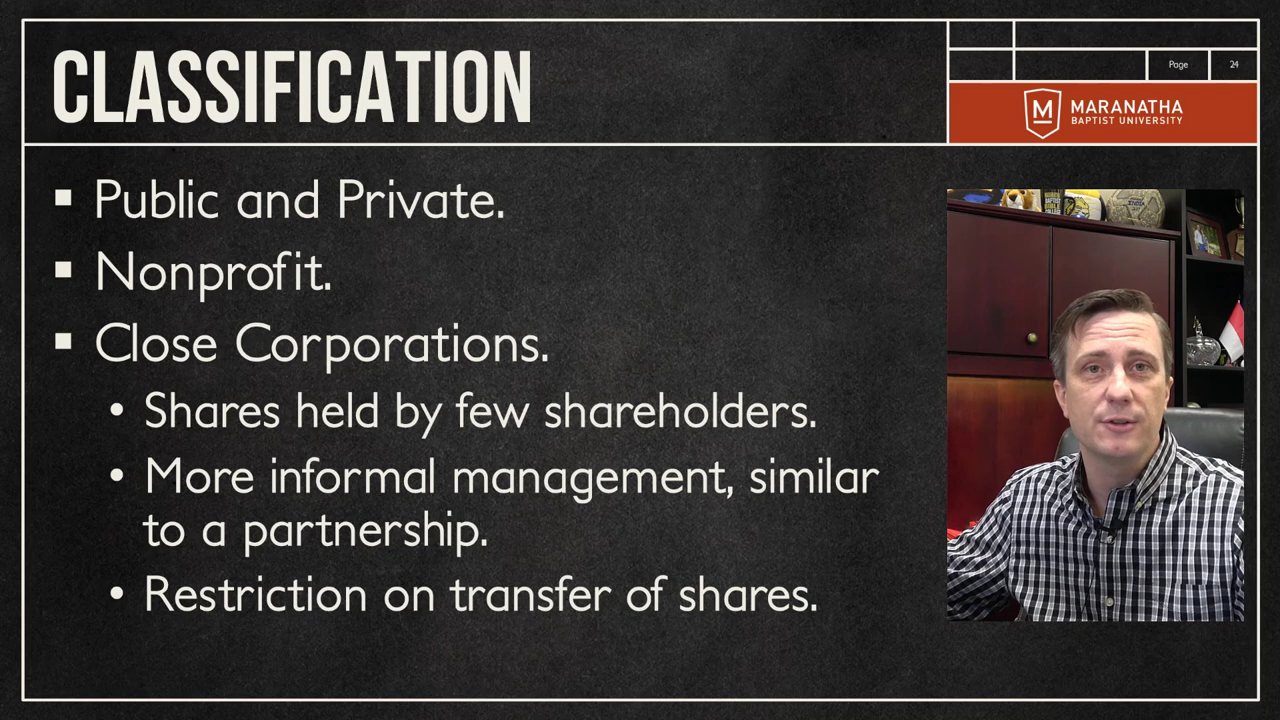 CLASSIFICATION
Page 24
MARANATHA
BAPTIST UNIVERSITY
▪ Public and Private.
▪ Nonprofit.
▪ Close Corporations.
• Shares held by few shareholders.
• More informal management, similar
to a partnership.
• Restriction on transfer of shares.